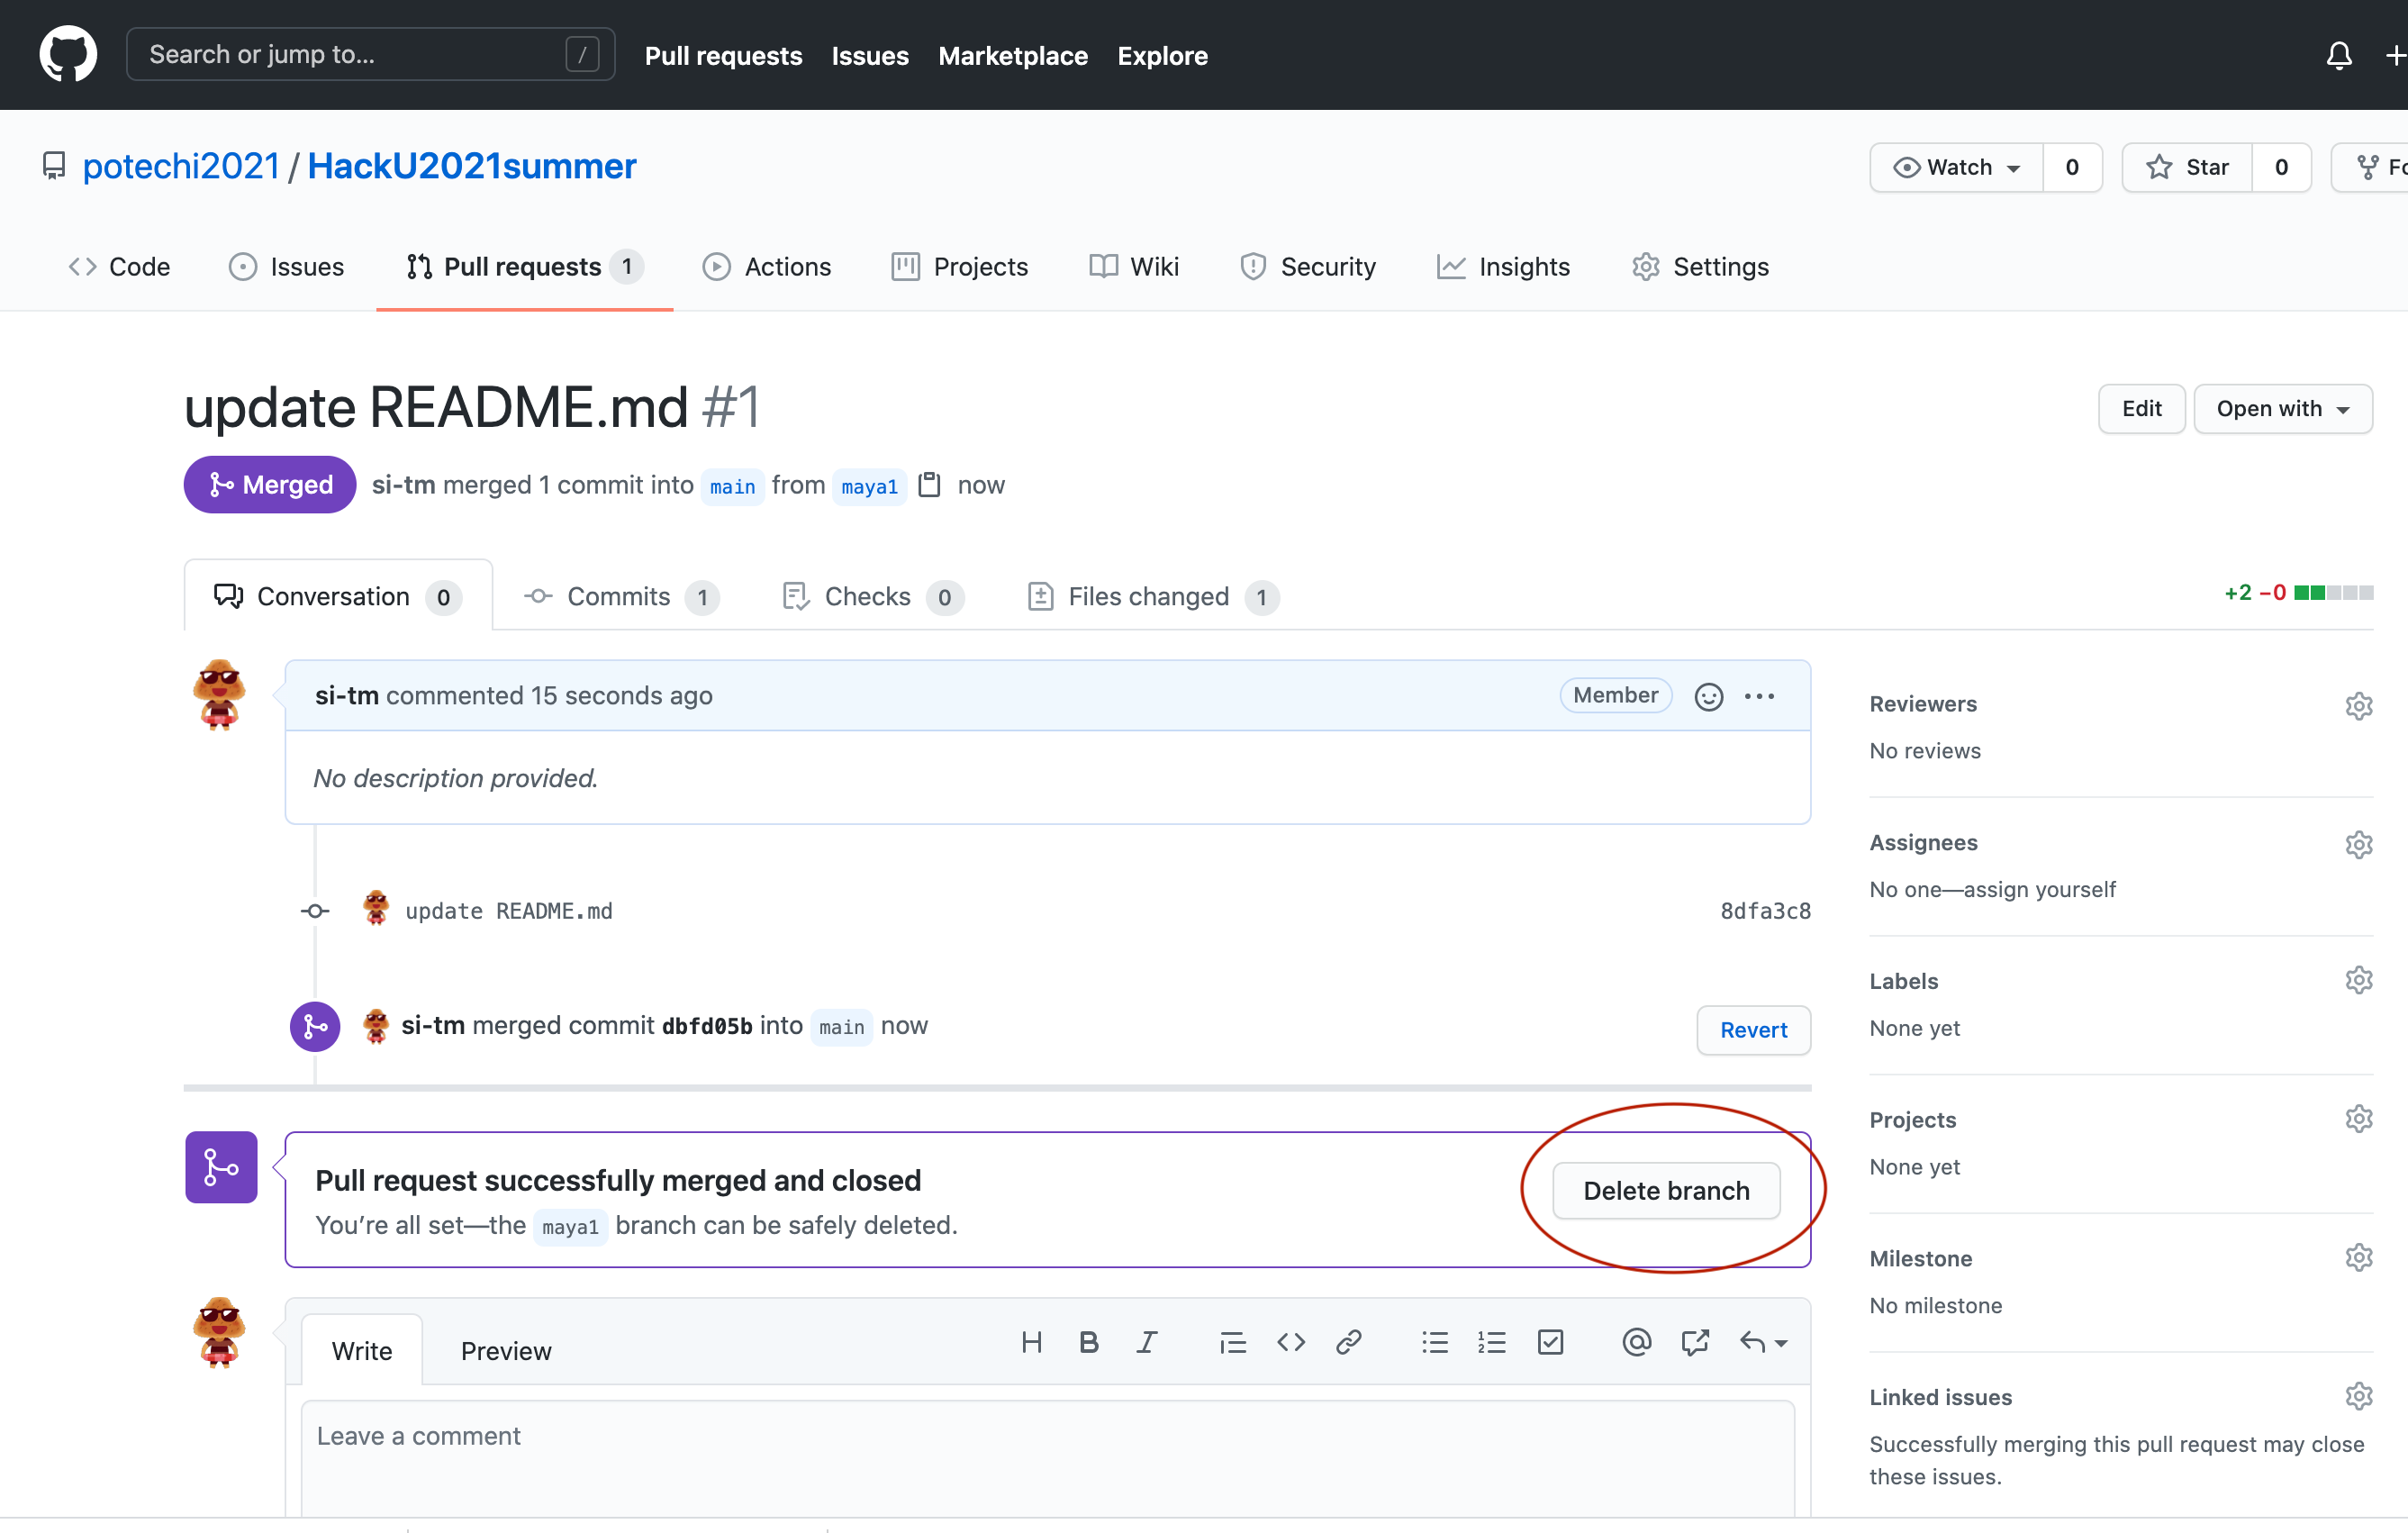 Search or jump to... /
Pull requests Issues Marketplace Explore
potechi2021 / HackU2021summer
Watch 0 Star 0
Code Issues Pull requests 1 Actions Projects Wiki Security Insights Settings
update README.md #1
Edit Open with
Merged si-tm merged 1 commit into main from maya1 now
Conversation 0 Commits 1 Checks 0 Files changed 1
+2 −0
si-tm commented 15 seconds ago Member
No description provided.
update README.md 8dfa3c8
si-tm merged commit dbfd05b into main now Revert
Pull request successfully merged and closed
You’re all set—the maya1 branch can be safely deleted.
Delete branch
Write Preview
Leave a comment
Reviewers
No reviews
Assignees
No one—assign yourself
Labels
None yet
Projects
None yet
Milestone
No milestone
Linked issues
Successfully merging this pull request may close
these issues.